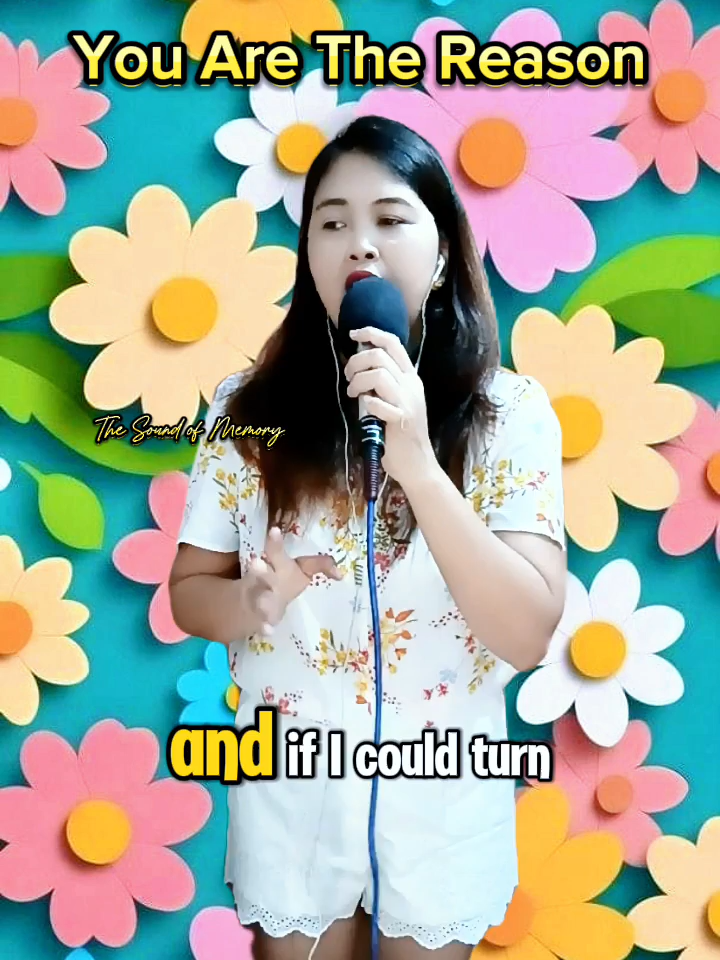 You Are The Reason
The Sound of Memory
and if I could turn